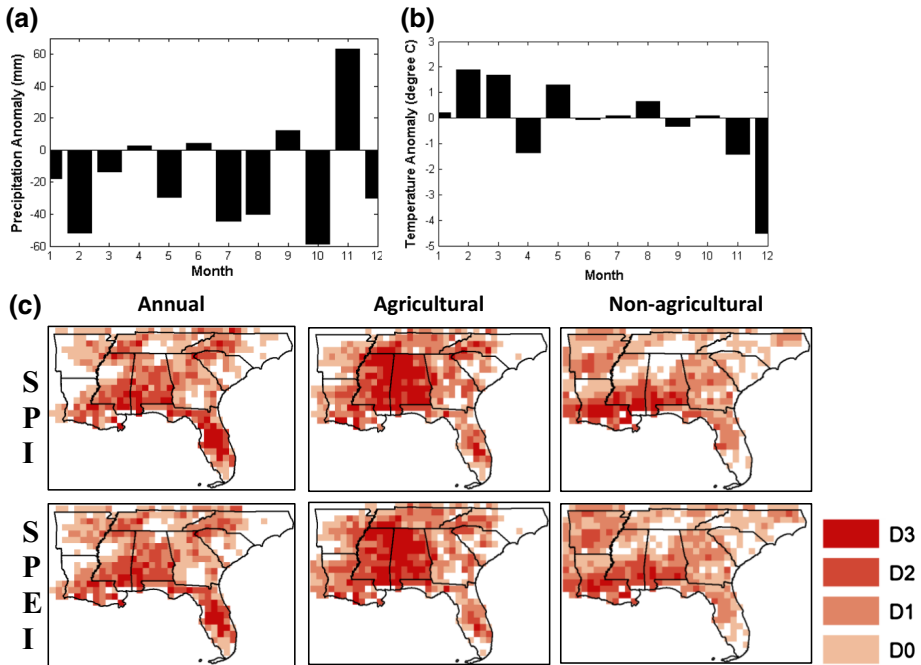 (a)
60
40
20
0
-20
-40
-60
Precipitation Anomaly (mm)
1 2 3 4 5 6 7 8 9 10 11 12
Month
(b)
3
2
1
0
-1
-2
-3
-4
-5
Temperature Anomaly (degree C)
1 2 3 4 5 6 7 8 9 10 11 12
Month
(c)
Annual Agricultural Non-agricultural
S
P
I
S
P
E
I
D3
D2
D1
D0